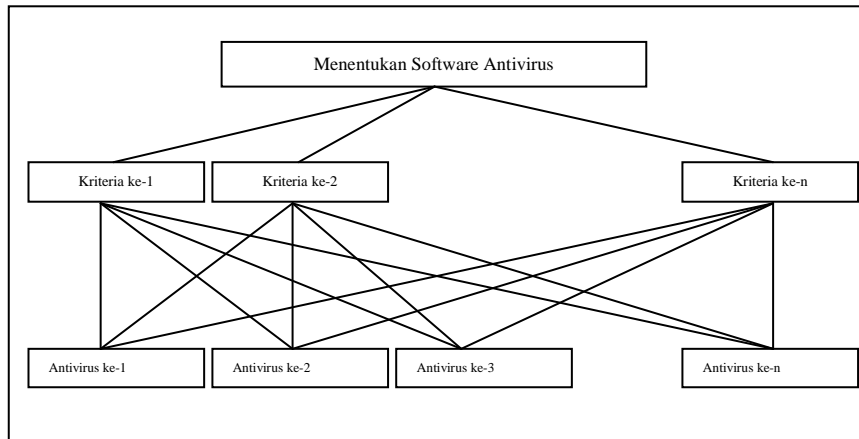 Menentukan Software Antivirus
Kriteria ke-1
Kriteria ke-2
Kriteria ke-n
Antivirus ke-1
Antivirus ke-2
Antivirus ke-3
Antivirus ke-n